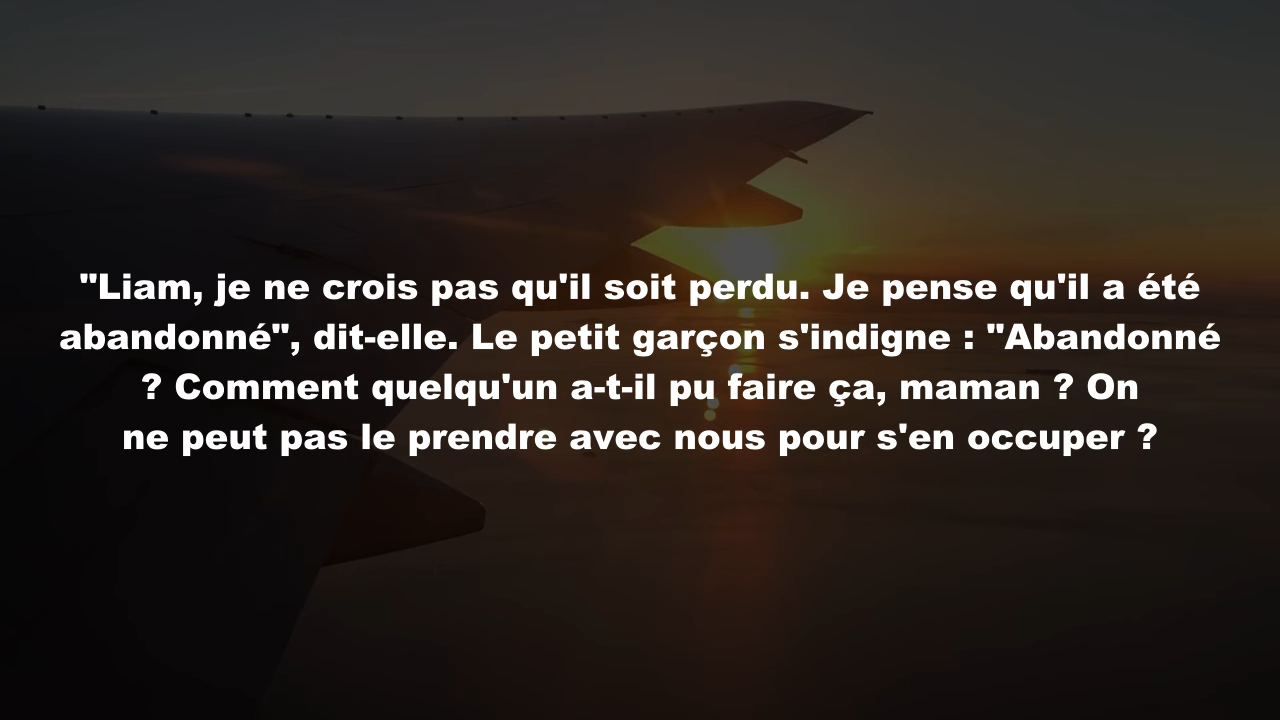 "Liam, je ne crois pas qu'il soit perdu. Je pense qu'il a été
abandonné", dit-elle. Le petit garçon s'indigne : "Abandonné
? Comment quelqu'un a-t-il pu faire ça, maman ? On
ne peut pas le prendre avec nous pour s'en occuper ?